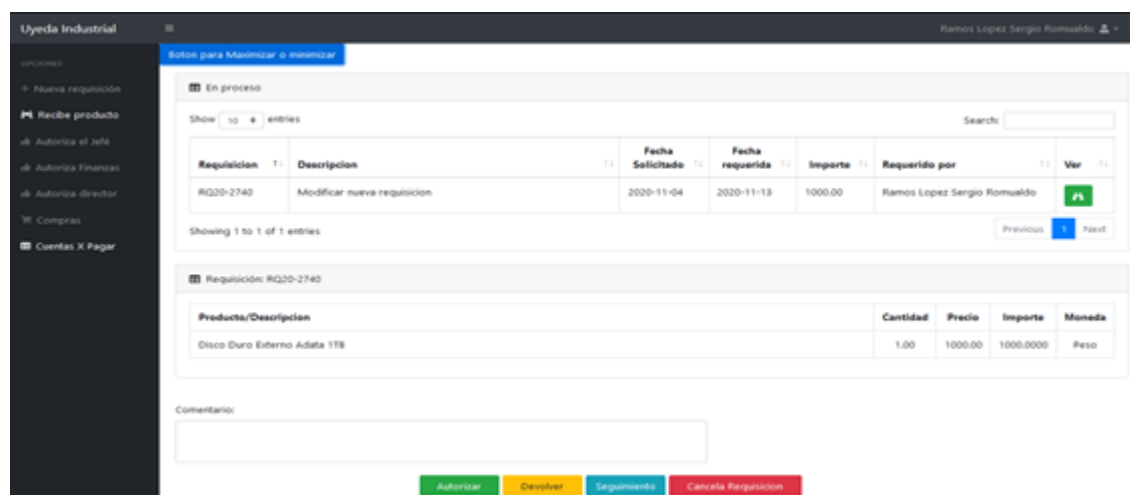 Uyeda Industrial
Ramos Lopez Sergio Romualdo
Boton para Maximizar o minimizar
OPCIONES
Nueva requisición
Recibe producto
Autoriza el Jefé
Autoriza Finanzas
Autoriza director
Compras
Cuentas X Pagar
En proceso
Show 10 entries
Search:
Requisicion Descripcion Fecha Solicitado Fecha requerida Importe Requerido por Ver
RQ20-2740 Modificar nueva requisicion 2020-11-04 2020-11-13 1000.00 Ramos Lopez Sergio Romualdo
Showing 1 to 1 of 1 entries
Previous 1 Next
Requisición: RQ20-2740
Producto/Descripcion Cantidad Precio Importe Moneda
Disco Duro Externo Adata 1TB 1.00 1000.00 1000.0000 Peso
Comentario:
Autorizar Devolver Seguimiento Cancela Requisicion